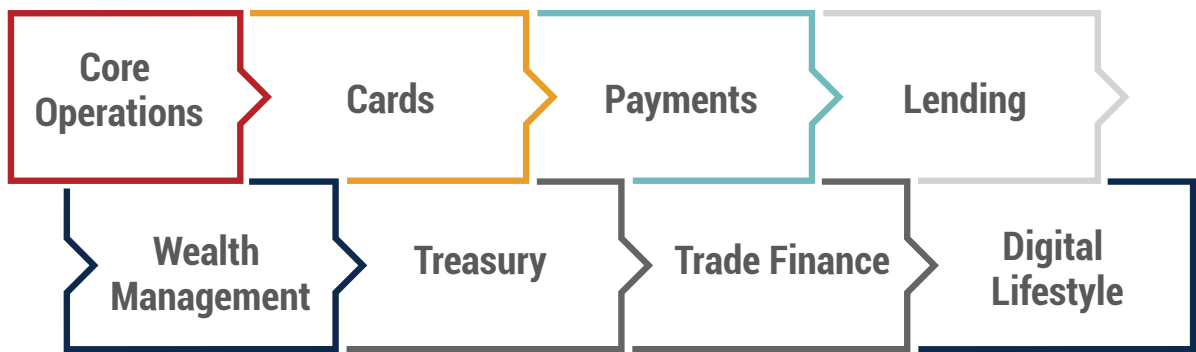 Core
Operations
Cards
Payments
Lending
Wealth
Management
Treasury
Trade Finance
Digital
Lifestyle